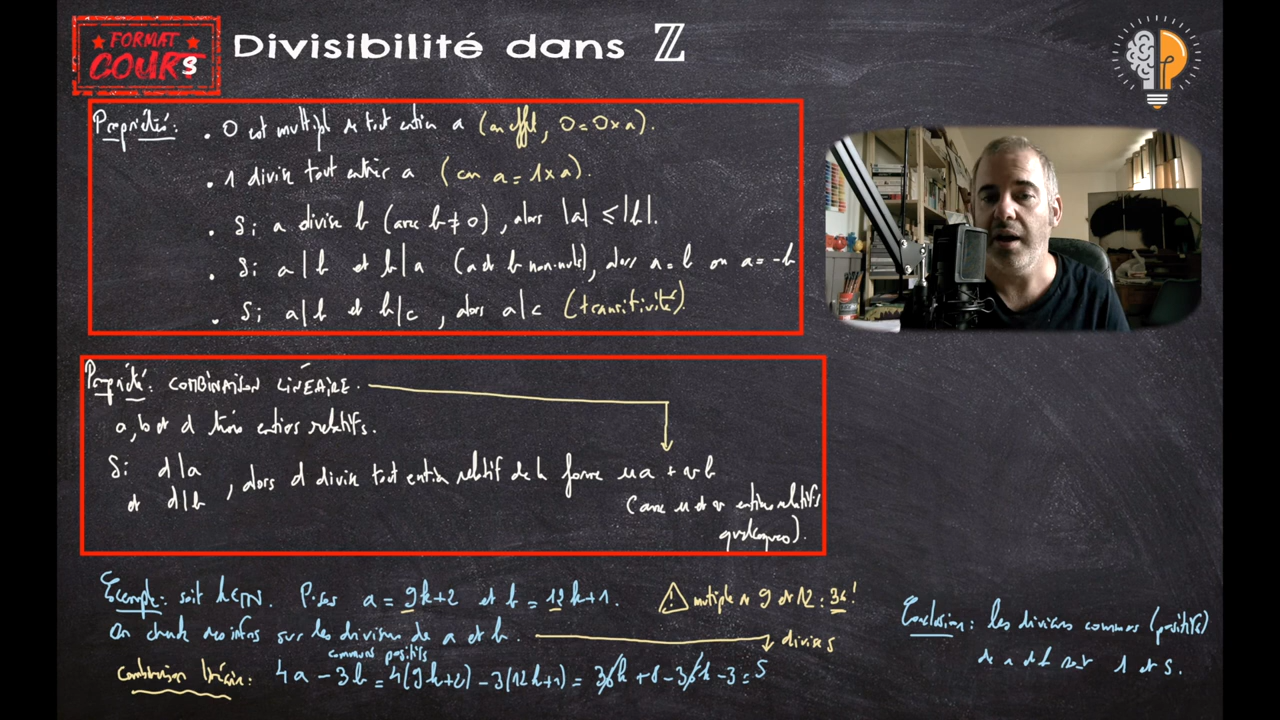 FORMAT
COURTS
Divisibilité dans ℤ
Propriétés : . 0 est multiple de tout entier a (en effet, 0 = 0 × a).
. 1 divise tout entier a (car a = 1 × a).
. Si a divise b (avec b ≠ 0), alors |a| ≤ |b|.
. Si a|b et b|a (a et b non-nuls), alors a = b ou a = -b
. Si a|b et b|c, alors a|c (transitivité)
Propriété : COMBINAISON LINÉAIRE.
a, b et d trois entiers relatifs.
Si d|a
et d|b , alors d divise tout entier relatif de la forme ua + vb
(avec u et v entiers relatifs
quelconques).
Exemple : soit k∈ℕ. Posons a = 9k+2 et b = 12k+1. ⚠ multiple de 9 et 12 : 36 !
On cherche des infos sur les diviseurs de a et b. divise 5
communs positifs
Combinaison linéaire : 4a - 3b = 4(9k+2) - 3(12k+1) = 36k + 8 - 36k - 3 = 5
Conclusion : les diviseurs communs (positifs)
de a et b sont 1 et 5.